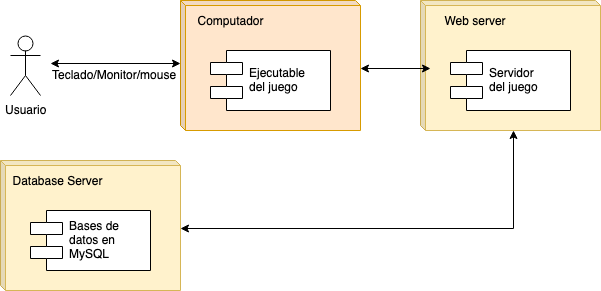 Computador
Web server
Teclado/Monitor/mouse
Usuario
Ejecutable
del juego
Servidor
del juego
Database Server
Bases de
datos en
MySQL